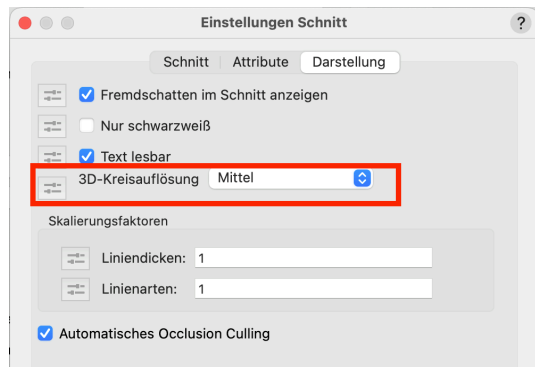 Einstellungen Schnitt
?
Schnitt Attribute Darstellung
Fremdschatten im Schnitt anzeigen
Nur schwarzweiß
Text lesbar
3D-Kreisauflösung Mittel
Skalierungsfaktoren
Liniendicken: 1
Linienarten: 1
Automatisches Occlusion Culling